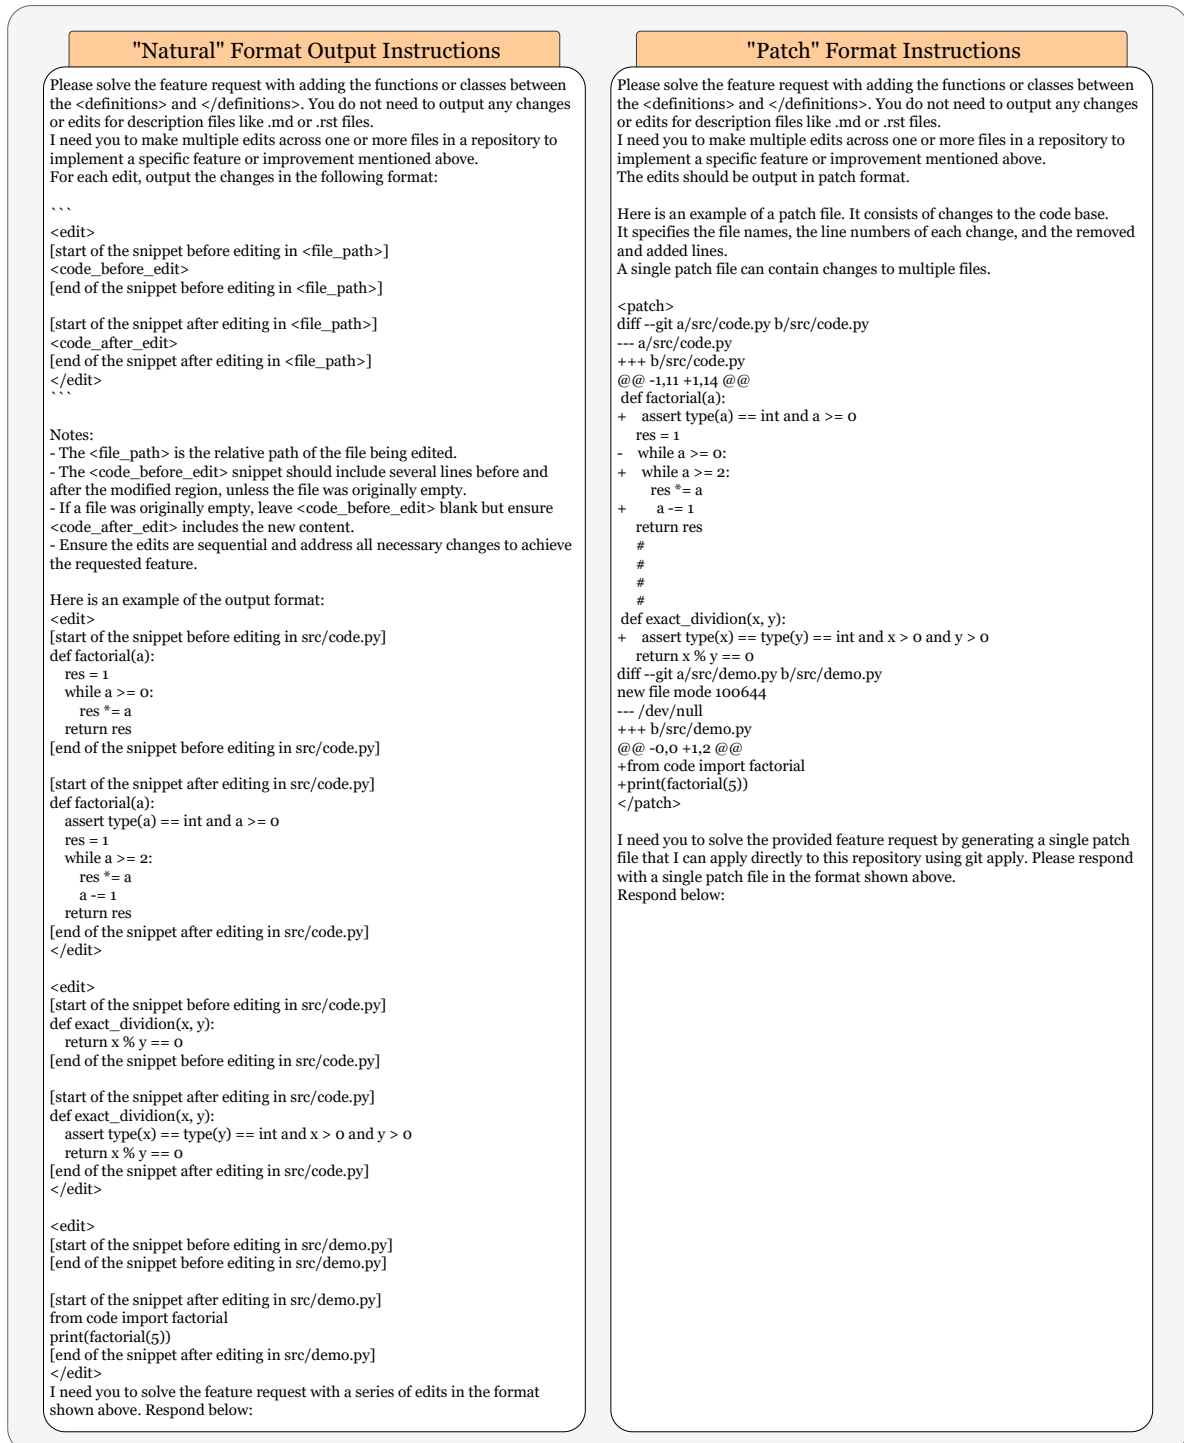 "Natural" Format Output Instructions
Please solve the feature request with adding the functions or classes between
the <definitions> and </definitions>. You do not need to output any changes
or edits for description files like .md or .rst files.
I need you to make multiple edits across one or more files in a repository to
implement a specific feature or improvement mentioned above.
For each edit, output the changes in the following format:
```
<edit>
[start of the snippet before editing in <file_path>]
<code_before_edit>
[end of the snippet before editing in <file_path>]
[start of the snippet after editing in <file_path>]
<code_after_edit>
[end of the snippet after editing in <file_path>]
</edit>
```
Notes:
- The <file_path> is the relative path of the file being edited.
- The <code_before_edit> snippet should include several lines before and
after the modified region, unless the file was originally empty.
- If a file was originally empty, leave <code_before_edit> blank but ensure
<code_after_edit> includes the new content.
- Ensure the edits are sequential and address all necessary changes to achieve
the requested feature.
Here is an example of the output format:
<edit>
[start of the snippet before editing in src/code.py]
def factorial(a):
    res = 1
    while a >= 0:
        res *= a
    return res
[end of the snippet before editing in src/code.py]
[start of the snippet after editing in src/code.py]
def factorial(a):
    assert type(a) == int and a >= 0
    res = 1
    while a >= 2:
        res *= a
        a -= 1
    return res
[end of the snippet after editing in src/code.py]
</edit>
<edit>
[start of the snippet before editing in src/code.py]
def exact_dividion(x, y):
    return x % y == 0
[end of the snippet before editing in src/code.py]
[start of the snippet after editing in src/code.py]
def exact_dividion(x, y):
    assert type(x) == type(y) == int and x > 0 and y > 0
    return x % y == 0
[end of the snippet after editing in src/code.py]
</edit>
<edit>
[start of the snippet before editing in src/demo.py]
[end of the snippet before editing in src/demo.py]
[start of the snippet after editing in src/demo.py]
from code import factorial
print(factorial(5))
[end of the snippet after editing in src/demo.py]
</edit>
I need you to solve the feature request with a series of edits in the format
shown above. Respond below:
"Patch" Format Instructions
Please solve the feature request with adding the functions or classes between
the <definitions> and </definitions>. You do not need to output any changes
or edits for description files like .md or .rst files.
I need you to make multiple edits across one or more files in a repository to
implement a specific feature or improvement mentioned above.
The edits should be output in patch format.
Here is an example of a patch file. It consists of changes to the code base.
It specifies the file names, the line numbers of each change, and the removed
and added lines.
A single patch file can contain changes to multiple files.
<patch>
diff --git a/src/code.py b/src/code.py
--- a/src/code.py
+++ b/src/code.py
@@ -1,11 +1,14 @@
 def factorial(a):
+    assert type(a) == int and a >= 0
     res = 1
-    while a >= 0:
+    while a >= 2:
         res *= a
+        a -= 1
     return res
     #
     #
     #
     #
 def exact_dividion(x, y):
+    assert type(x) == type(y) == int and x > 0 and y > 0
     return x % y == 0
diff --git a/src/demo.py b/src/demo.py
new file mode 100644
--- /dev/null
+++ b/src/demo.py
@@ -0,0 +1,2 @@
+from code import factorial
+print(factorial(5))
</patch>
I need you to solve the provided feature request by generating a single patch
file that I can apply directly to this repository using git apply. Please respond
with a single patch file in the format shown above.
Respond below: